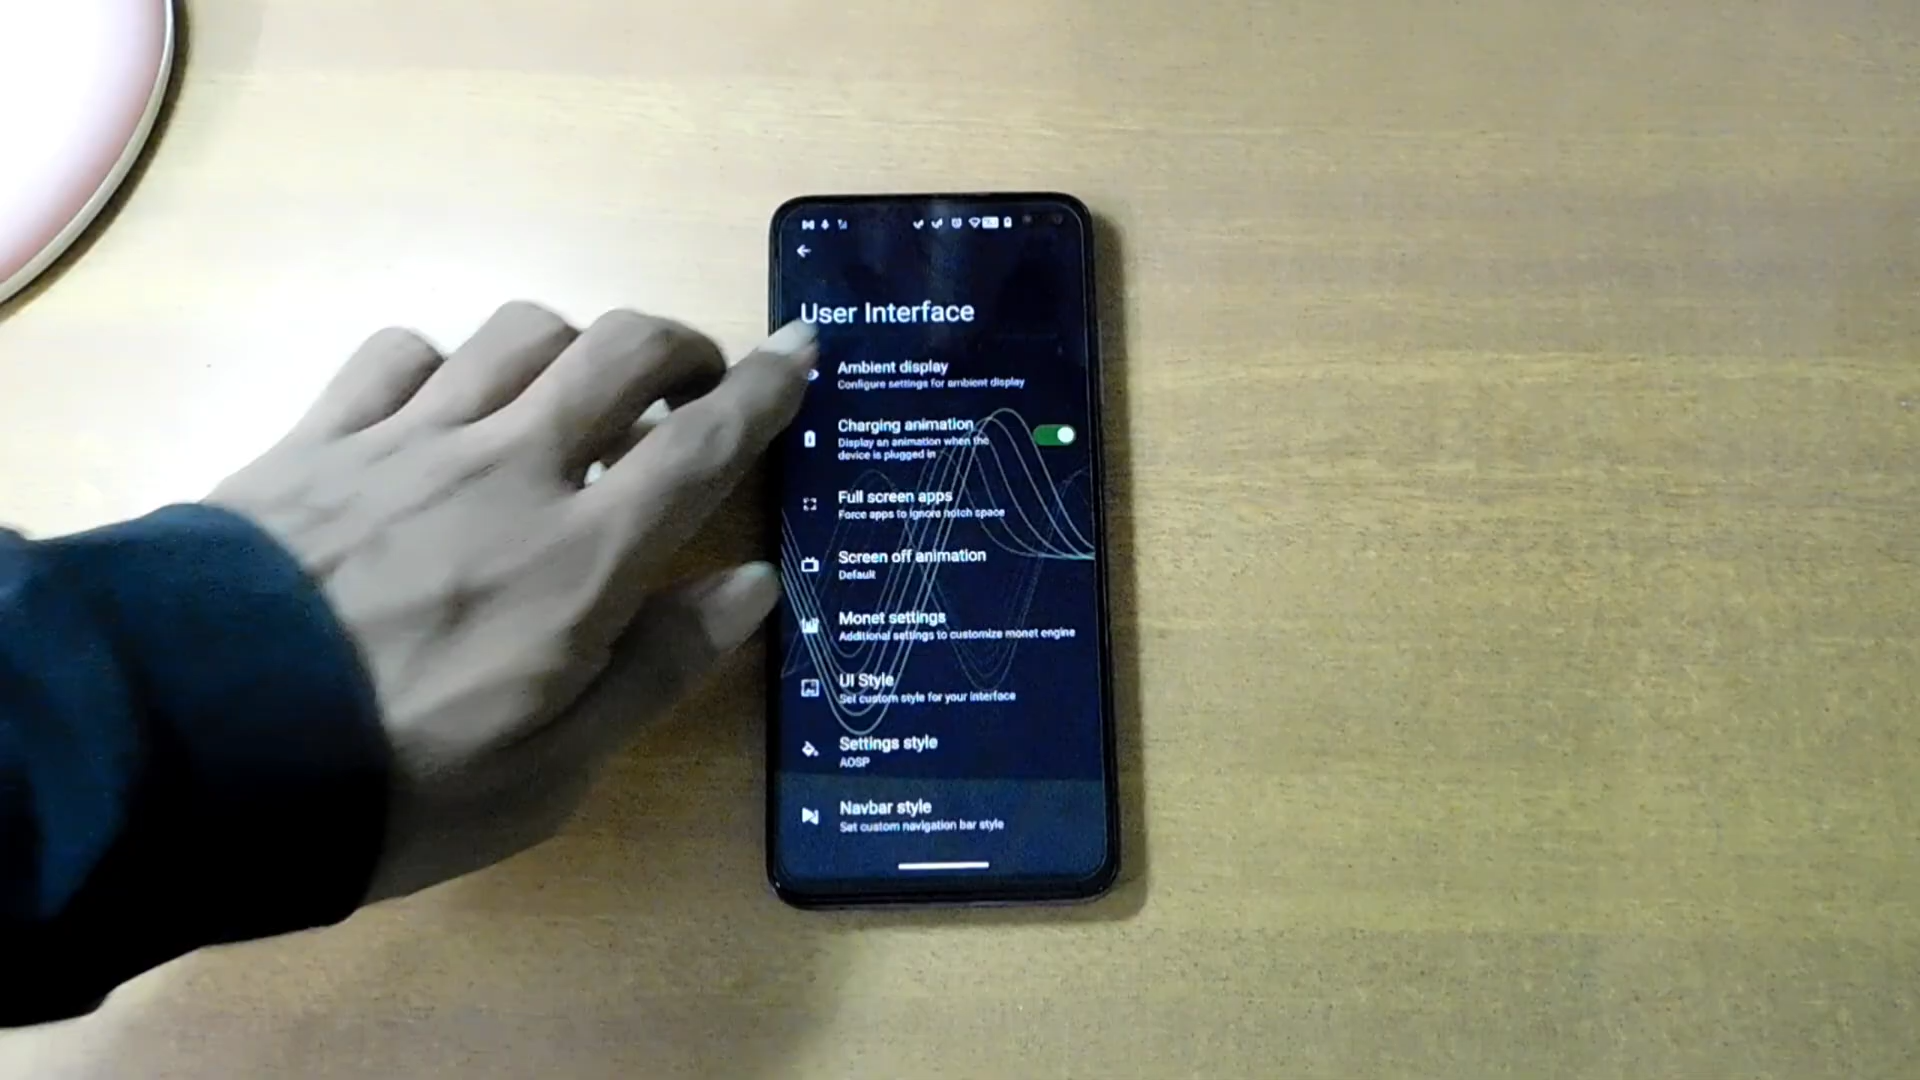 User Interface
Ambient display
Configure settings for ambient display
Charging animation
Display an animation when the
device is plugged in
Full screen apps
Force apps to ignore notch space
Screen off animation
Default
Monet settings
Additional settings to customize monet engine
UI Style
Set custom style for your interface
Settings style
AOSP
Navbar style
Set custom navigation bar style